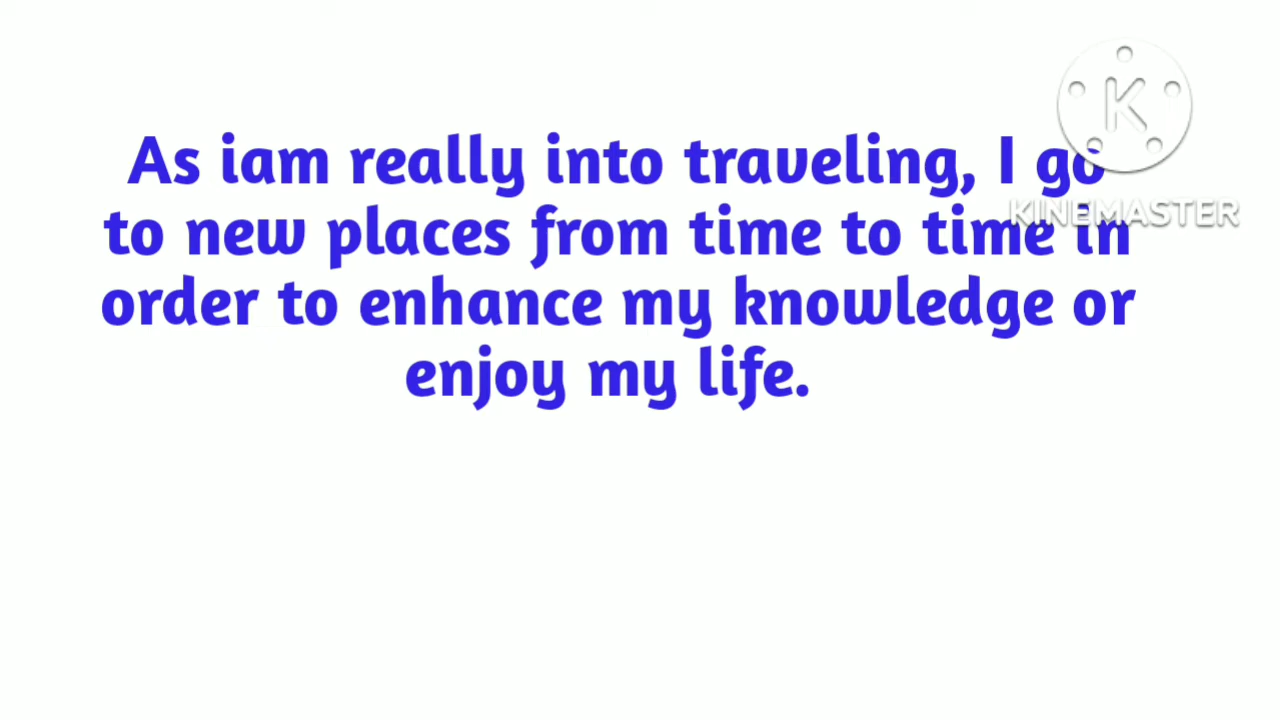 As iam really into traveling, I go
to new places from time to time in
order to enhance my knowledge or
enjoy my life.
K
KINEMASTER